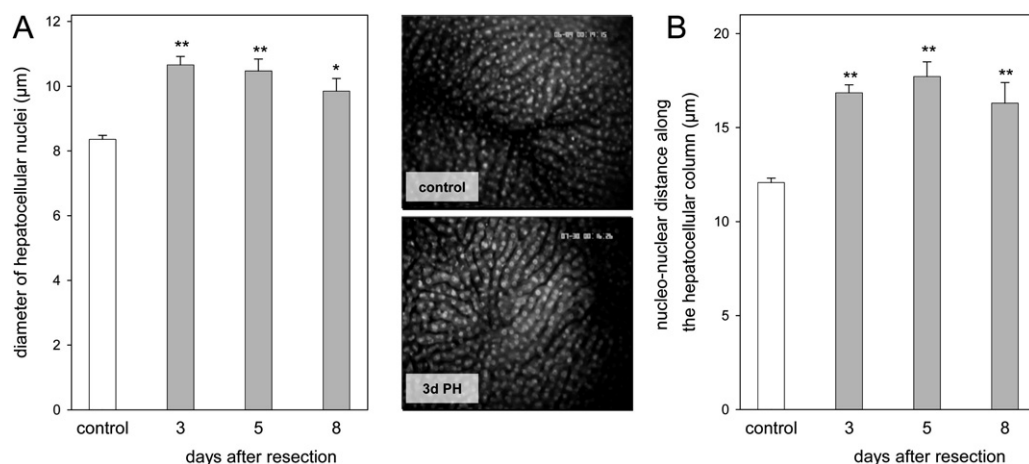 A
diameter of hepatocellular nuclei (µm)
12
10
8
6
4
2
0
**
**
*
control 3 5 8
days after resection
control
3d PH
B
nucleo-nuclear distance along
the hepatocellular column (µm)
20
15
10
5
0
**
**
**
control 3 5 8
days after resection